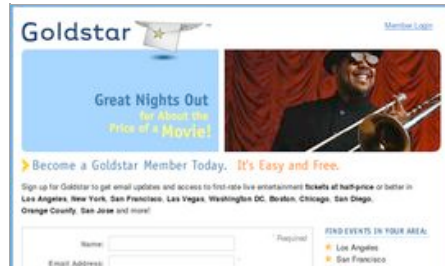 Goldstar
Member Login
Great Nights Out
for About the
Price of a Movie!
Become a Goldstar Member Today. It's Easy and Free.
Sign up for Goldstar to get email updates and access to first-rate live entertainment tickets at half-price or better in
Los Angeles, New York, San Francisco, Las Vegas, Washington DC, Boston, Chicago, San Diego,
Orange County, San Jose and more!
* Required
FIND EVENTS IN YOUR AREA:
Name:
Los Angeles
Email Address:
San Francisco